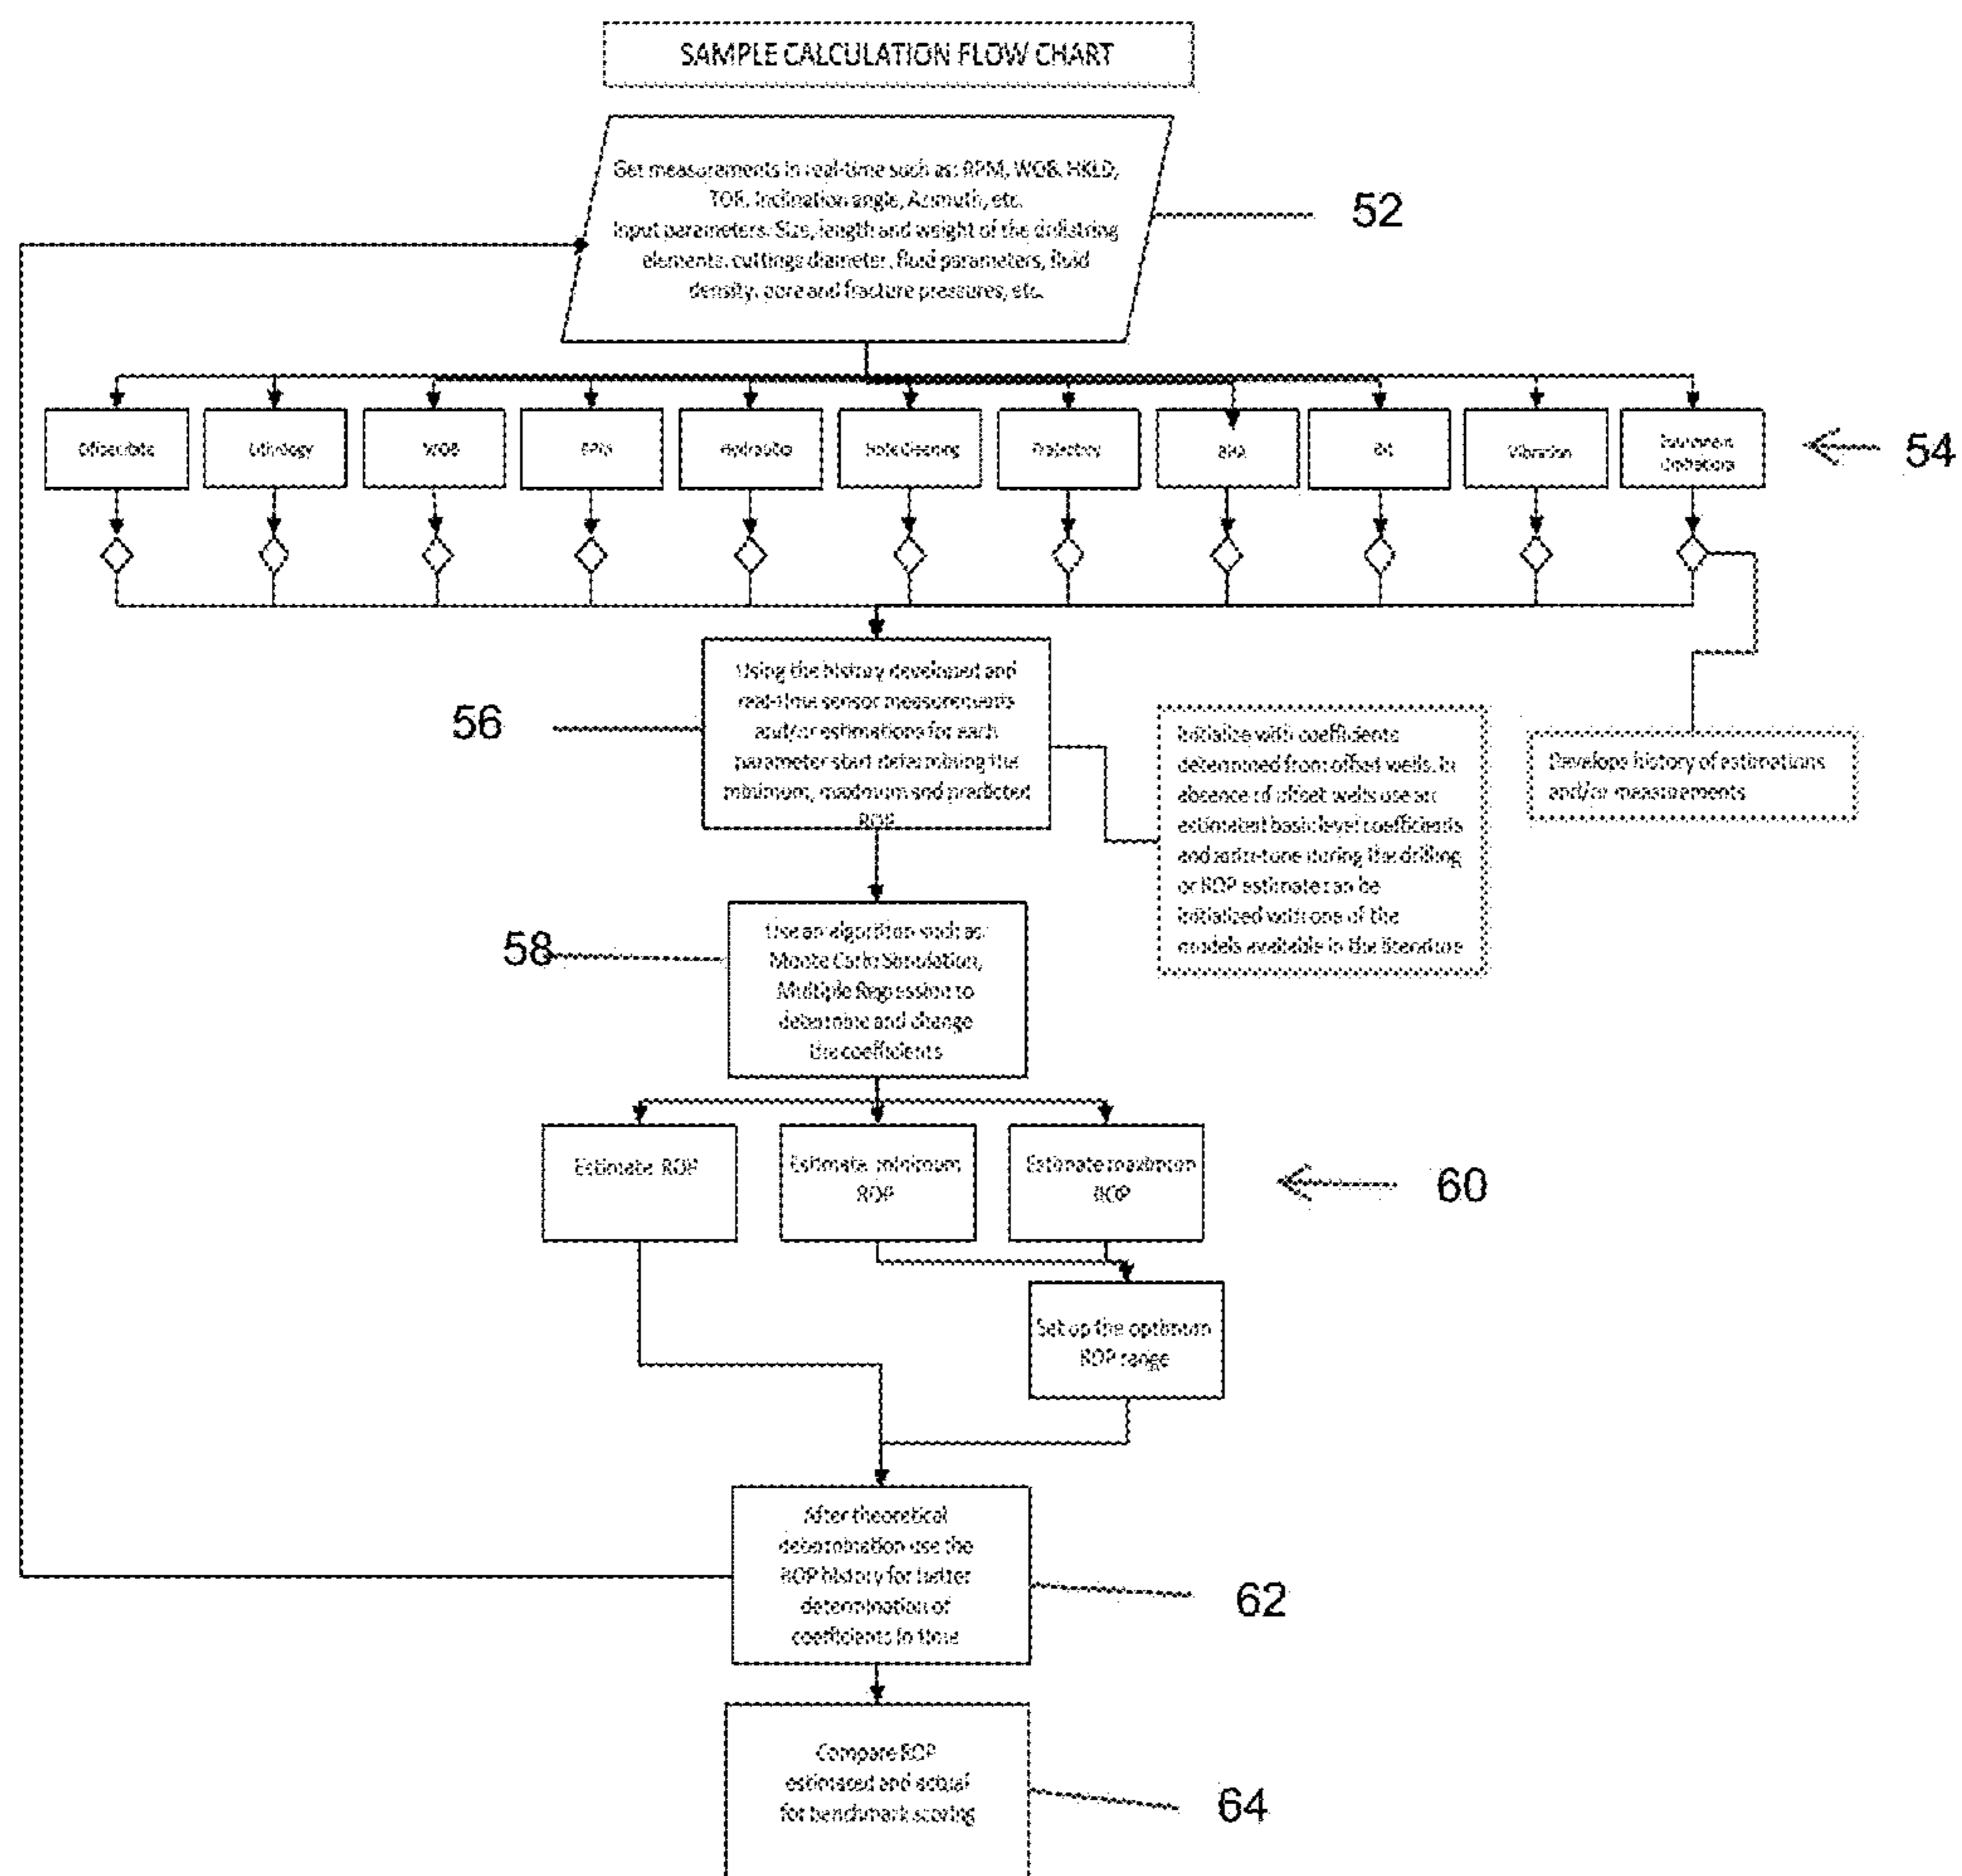 SAMPLE CALCULATION FLOW CHART
Get measurements in real-time such as: RPM, WOB, HKLD,
TOR, Inclination angle, Azimuth, etc.
Input parameters: Size, length and weight of the drillstring
elements, cuttings diameter, fluid parameters, fluid
density, pore and fracture pressures, etc.
52
Lithology
WOB
RPM
Hydraulics
Hole Cleaning
Trajectory
BHA
Bit
Vibration
Limitations
54
Using the history developed and
real-time sensor measurements
and/or estimations for each
parameter start determining the
minimum, maximum and predicted
ROP
56
Initialize with coefficients
determined from offset wells. In
absence of offset wells use an
estimated basic level coefficients
and auto-tune during the drilling
or ROP estimate can be
initialized with one of the
models available in the literature
Develops history of estimations
and/or measurements
58
Use an algorithm such as:
Monte Carlo Simulation,
Multiple Regression to
determine and change
the coefficients
Estimate ROP
Estimate minimum
ROP
Estimate maximum
ROP
60
Set up the optimum
ROP range
After theoretical
determination use the
ROP history for better
determination of
coefficients in time
62
Compare ROP
estimated and actual
for benchmark scoring
64